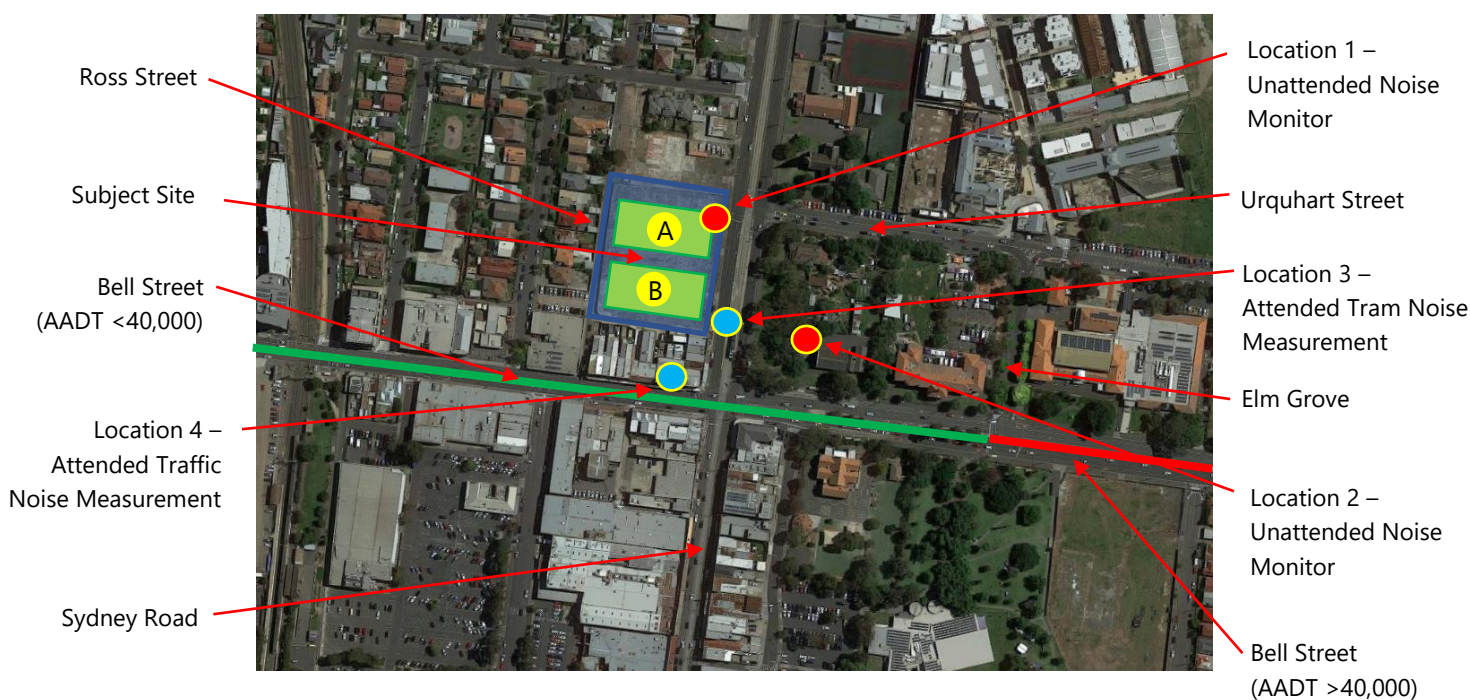 Ross Street
Subject Site
Bell Street
(AADT <40,000)
Location 4 –
Attended Traffic
Noise Measurement
Sydney Road
A
B
Location 1 –
Unattended Noise
Monitor
Urquhart Street
Location 3 –
Attended Tram Noise
Measurement
Elm Grove
Location 2 –
Unattended Noise
Monitor
Bell Street
(AADT >40,000)